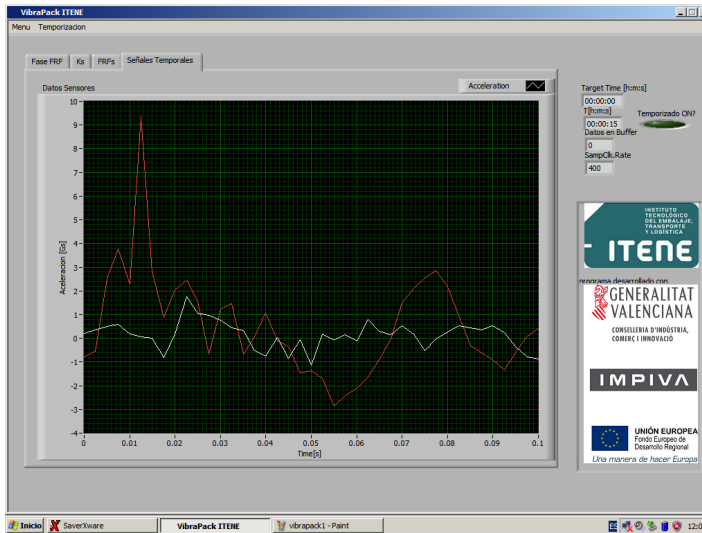 VibraPack ITENE
Menu Temporizacion
Fase FRF Ks FRFs Señales Temporales
Datos Sensores
Acceleration
10
9
8
7
6
5
4
3
2
1
0
-1
-2
-3
-4
Aceleracion [Gs]
0 0.01 0.02 0.03 0.04 0.05 0.06 0.07 0.08 0.09 0.1
Time[s]
Target Time [h:m:s]
00:00:00
T[h:m:s]
00:00:15
Temporizado ON?
Datos en Buffer
0
SampClk.Rate
400
INSTITUTO
TECNOLÓGICO
DEL EMBALAJE,
TRANSPORTE
Y LOGÍSTICA
ITENE
programa desarrollado con
GENERALITAT
VALENCIANA
CONSELLERIA D'INDÚSTRIA,
COMERÇ I INNOVACIÓ
IMPIVA
UNIÓN EUROPEA
Fondo Europeo de
Desarrollo Regional
Una manera de hacer Europa
Inicio SaverXware VibraPack ITENE vibrapack1 - Paint ES 12:0